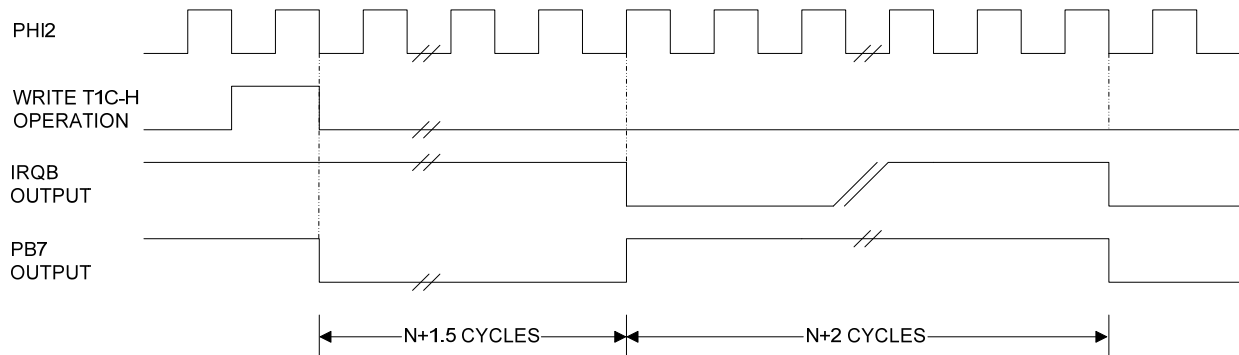 PHI2
WRITE T1C-H
OPERATION
IRQB
OUTPUT
PB7
OUTPUT
N+1.5 CYCLES
N+2 CYCLES